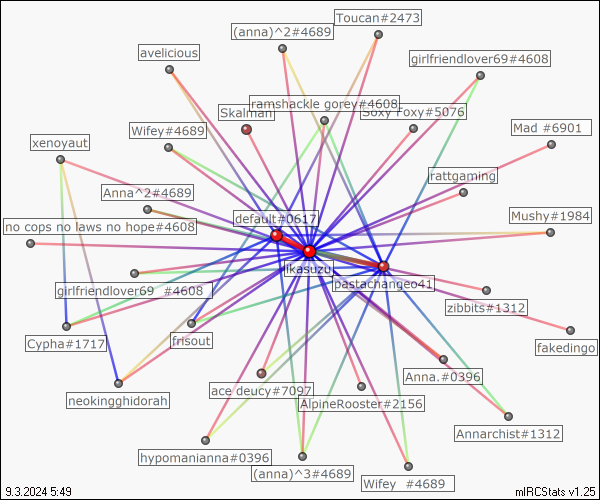 Toucan#2473
(anna)^2#4689
avelicious
girlfriendlover69#4608
ramshackle gorey#4608
Skalman
Soxy Foxy#5076
Mad #6901
Wifey#4689
xenoyaut
rattgaming
Anna^2#4689
default#0617
Mushy#1984
no cops no laws no hope#4608
ikasuzu
pastachangeo41
girlfriendlover69 #4608
zibbits#1312
Cypha#1717
frisout
fakedingo
Anna.#0396
ace deucy#7097
neokingghidorah
AlpineRooster#2156
Annarchist#1312
hypomanianna#0396
(anna)^3#4689
Wifey #4689
9.3.2024 5:49
mIRCStats v1.25